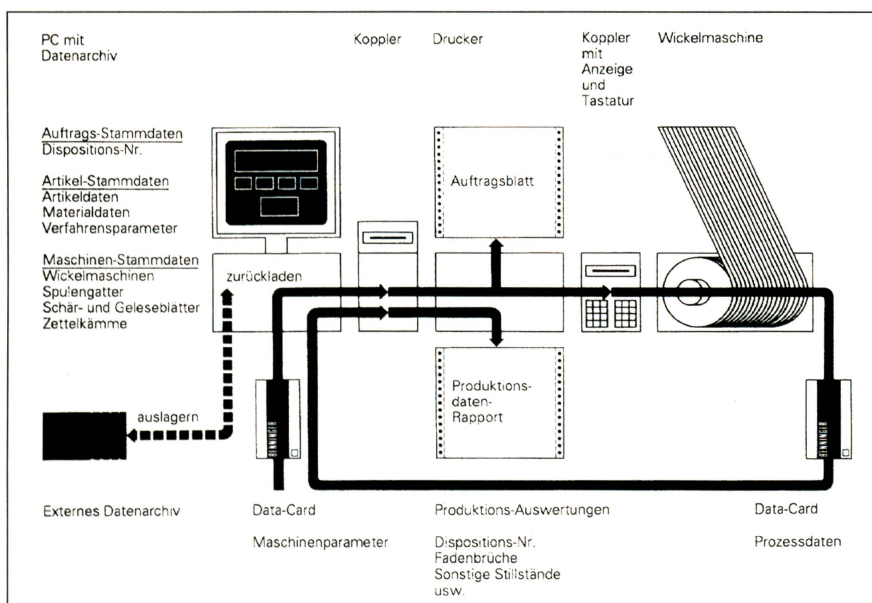 PC mit
Datenarchiv
Koppler
Drucker
Koppler
mit
Anzeige
und
Tastatur
Wickelmaschine
Auftrags-Stammdaten
Dispositions-Nr.
Artikel-Stammdaten
Artikeldaten
Materialdaten
Verfahrensparameter
Maschinen-Stammdaten
Wickelmaschinen
Spulengatter
Schär- und Geleseblätter
Zettelkämme
Auftragsblatt
zurückladen
auslagern
BENNINGER
Produktions-
daten-
Rapport
BENNINGER
Externes Datenarchiv
Data-Card
Maschinenparameter
Produktions-Auswertungen
Dispositions-Nr.
Fadenbrüche
Sonstige Stillstände
usw.
Data-Card
Prozessdaten